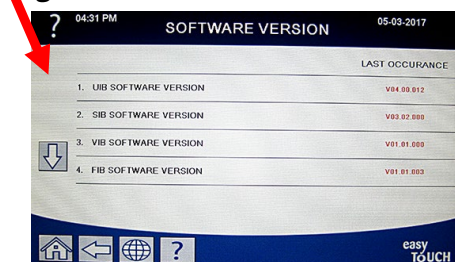 ?
04:31 PM
SOFTWARE VERSION
05-03-2017
LAST OCCURANCE
1. UIB SOFTWARE VERSION V04.00.012
2. SIB SOFTWARE VERSION V03.02.000
3. VIB SOFTWARE VERSION V01.01.000
4. FIB SOFTWARE VERSION V01.01.003
?
easy
TOUCH